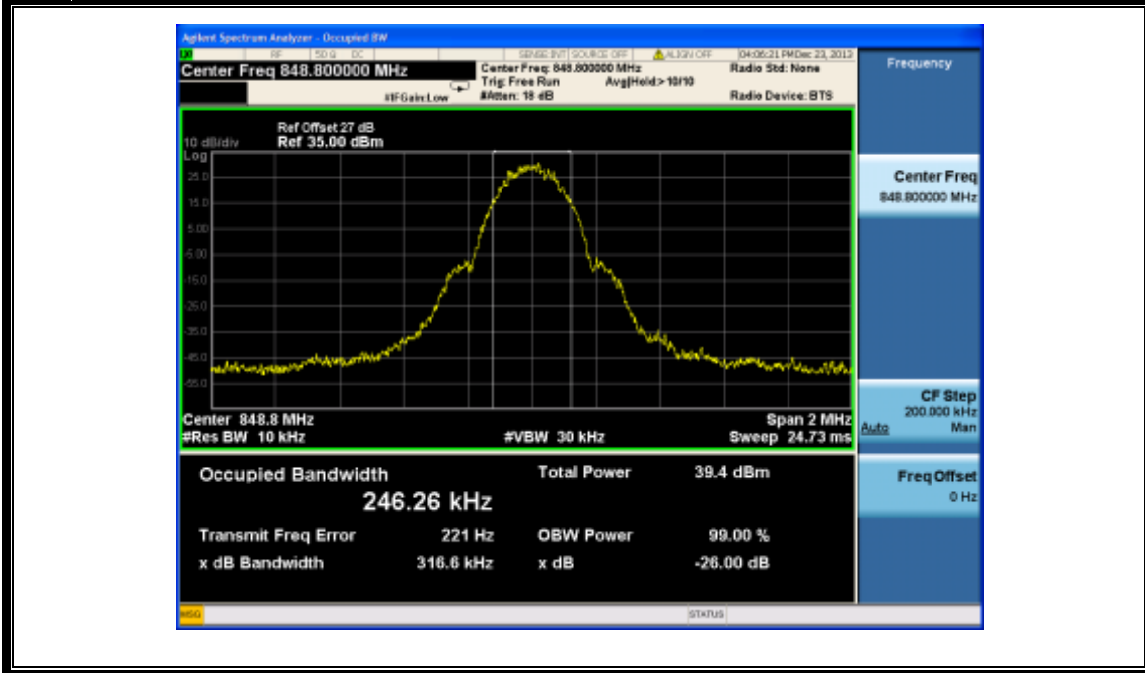 Agilent Spectrum Analyzer - Occupied BW
RF 50 Ω DC SENSE:INT SOURCE OFF ALIGN OFF 04:06:21 PM Dec 23, 2013
Center Freq 848.800000 MHz
Center Freq: 848.800000 MHz
Radio Std: None
Trig: Free Run Avg|Hold:> 10/10
#IFGain:Low
#Atten: 18 dB
Radio Device: BTS
Ref Offset 27 dB
10 dB/div Ref 35.00 dBm
Log
25.0
15.0
5.00
-5.00
-15.0
-25.0
-35.0
-45.0
-55.0
Center 848.8 MHz
Span 2 MHz
#Res BW 10 kHz
#VBW 30 kHz
Sweep 24.73 ms
Occupied Bandwidth
246.26 kHz
Total Power 39.4 dBm
Transmit Freq Error 221 Hz
OBW Power 99.00 %
x dB Bandwidth 316.6 kHz
x dB -26.00 dB
MSG
STATUS
Frequency
Center Freq
848.800000 MHz
CF Step
200.000 kHz
Auto Man
Freq Offset
0 Hz